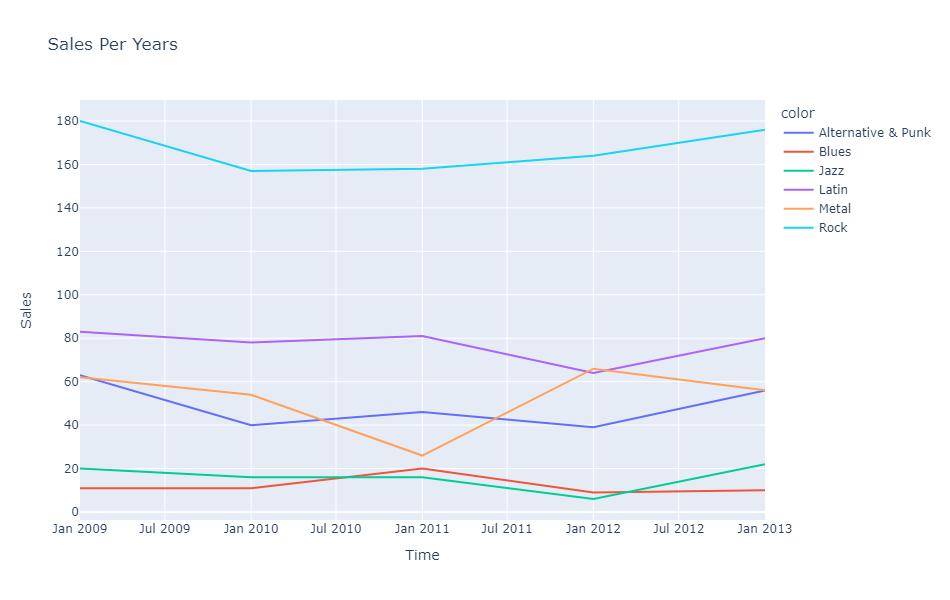 Sales Per Years
color
Alternative & Punk
Blues
Jazz
Latin
Metal
Rock
Sales
180
160
140
120
100
80
60
40
20
0
Jan 2009 Jul 2009 Jan 2010 Jul 2010 Jan 2011 Jul 2011 Jan 2012 Jul 2012 Jan 2013
Time